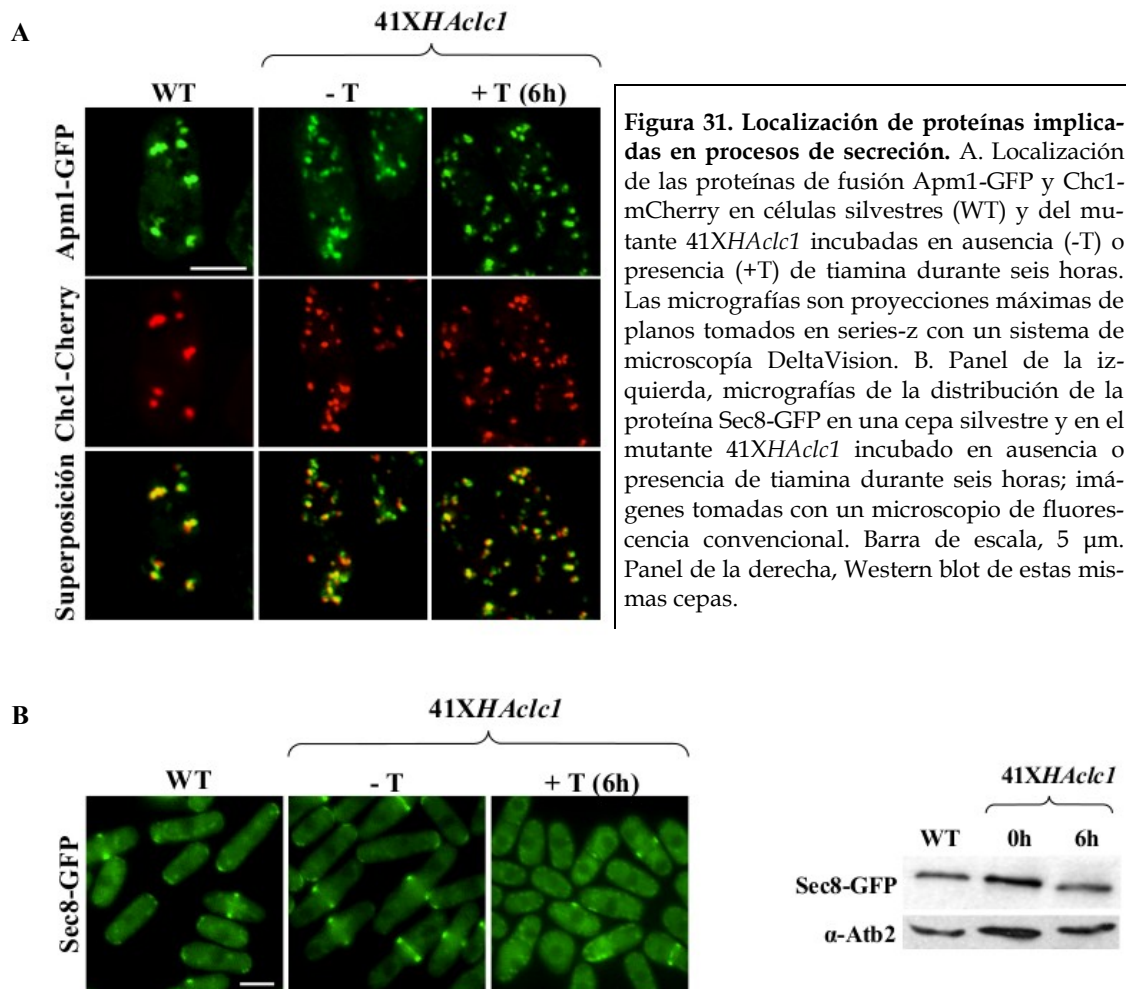 A
41XHAclc1
WT
- T
+ T (6h)
Apm1-GFP
Chc1-Cherry
Superposición
Figura 31. Localización de proteínas implica-
das en procesos de secreción. A. Localización
de las proteínas de fusión Apm1-GFP y Chc1-
mCherry en células silvestres (WT) y del mu-
tante 41XHAclc1 incubadas en ausencia (-T) o
presencia (+T) de tiamina durante seis horas.
Las micrografías son proyecciones máximas de
planos tomados en series-z con un sistema de
microscopía DeltaVision. B. Panel de la iz-
quierda, micrografías de la distribución de la
proteína Sec8-GFP en una cepa silvestre y en el
mutante 41XHAclc1 incubado en ausencia o
presencia de tiamina durante seis horas; imá-
genes tomadas con un microscopio de fluores-
cencia convencional. Barra de escala, 5 µm.
Panel de la derecha, Western blot de estas mis-
mas cepas.
B
41XHAclc1
WT
- T
+ T (6h)
Sec8-GFP
41XHAclc1
WT
0h
6h
Sec8-GFP
α-Atb2